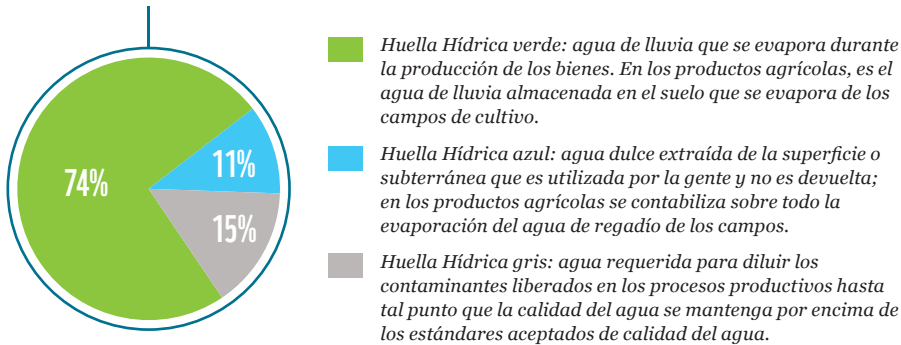 74%
11%
15%
Huella Hídrica verde: agua de lluvia que se evapora durante
la producción de los bienes. En los productos agrícolas, es el
agua de lluvia almacenada en el suelo que se evapora de los
campos de cultivo.
Huella Hídrica azul: agua dulce extraída de la superficie o
subterránea que es utilizada por la gente y no es devuelta;
en los productos agrícolas se contabiliza sobre todo la
evaporación del agua de regadío de los campos.
Huella Hídrica gris: agua requerida para diluir los
contaminantes liberados en los procesos productivos hasta
tal punto que la calidad del agua se mantenga por encima de
los estándares aceptados de calidad del agua.